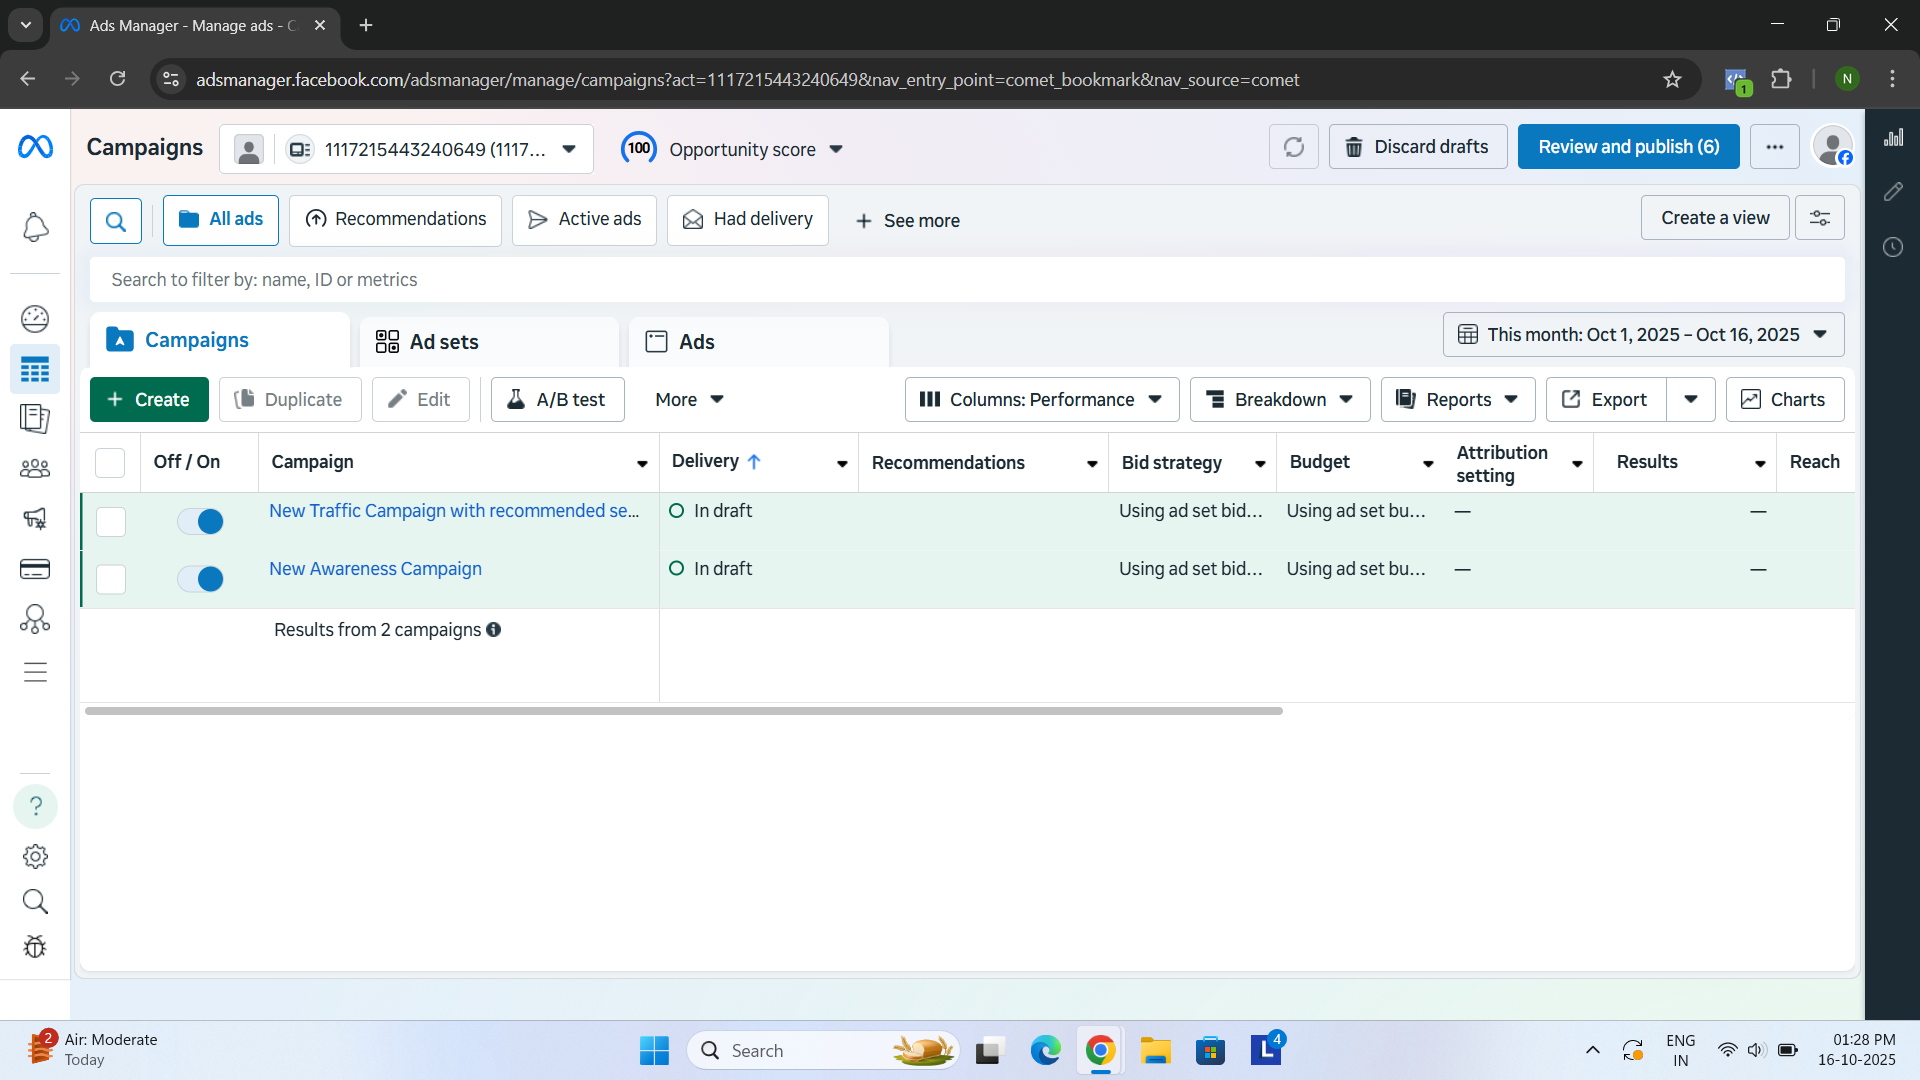 Ads Manager - Manage ads - C
adsmanager.facebook.com/adsmanager/manage/campaigns?act=1117215443240649&nav_entry_point=comet_bookmark&nav_source=comet
1
N
Campaigns
1117215443240649 (1117...
100
Opportunity score
Discard drafts
Review and publish (6)
All ads
Recommendations
Active ads
Had delivery
+ See more
Create a view
Search to filter by: name, ID or metrics
Campaigns
Ad sets
Ads
This month: Oct 1, 2025 – Oct 16, 2025
+ Create
Duplicate
Edit
A/B test
More
Columns: Performance
Breakdown
Reports
Export
Charts
Off / On
Campaign
Delivery ↑
Recommendations
Bid strategy
Budget
Attribution setting
Results
Reach
New Traffic Campaign with recommended se...
In draft
Using ad set bid...
Using ad set bu...
—
—
New Awareness Campaign
In draft
Using ad set bid...
Using ad set bu...
—
—
Results from 2 campaigns
?
2
Air: Moderate
Today
Search
4
ENG
IN
01:28 PM
16-10-2025